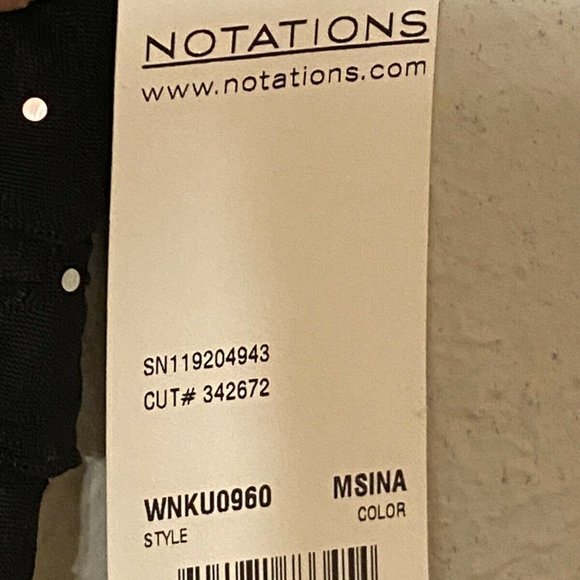 NOTATIONS
www.notations.com
SN119204943
CUT# 342672
WNKU0960 MSINA
STYLE COLOR